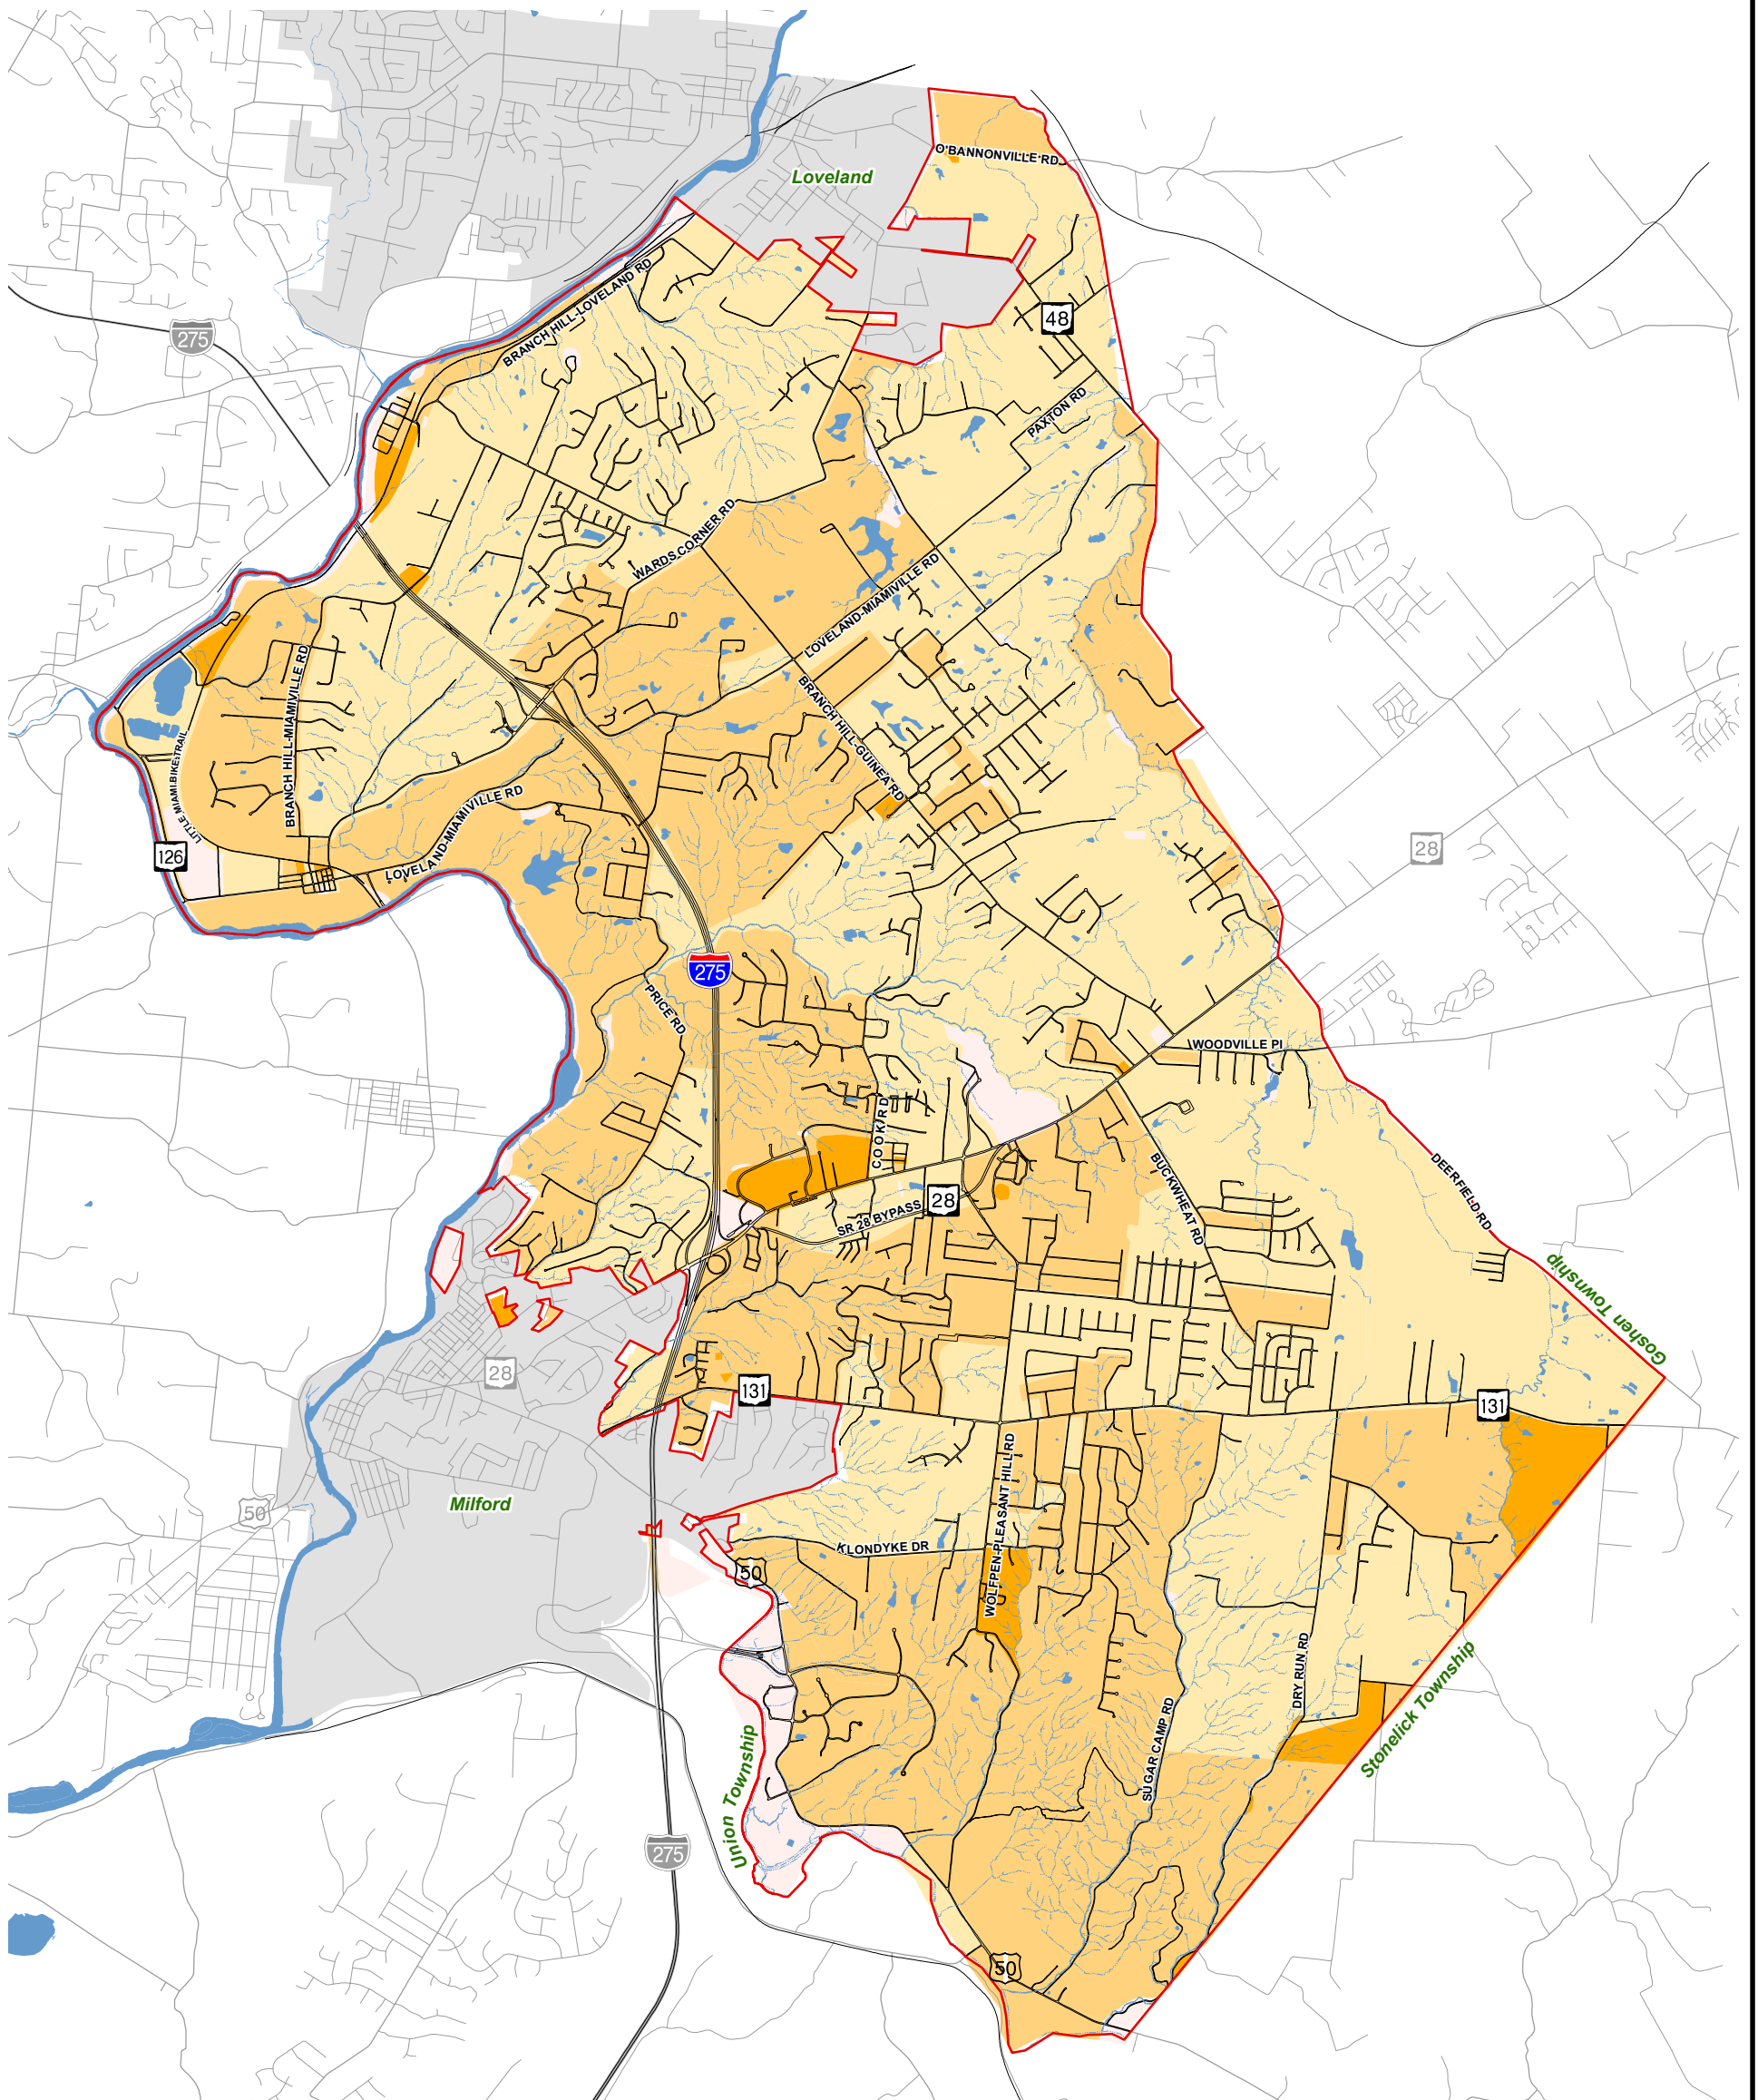 O'BANNONVILLE RD
Loveland
BRANCH HILL-LOVELAND RD
48
275
PAXTON RD
WARDS CORNER RD
LOVELAND-MIAMIVILLE RD
BRANCH HILL-MIAMIVILLE RD
BRANCH HILL-GUINEA RD
LITTLE MIAMI BIKE TRAIL
LOVELAND-MIAMIVILLE RD
126
28
275
PRICE RD
WOODVILLE PI
COOK RD
BUCKWHEAT RD
DEERFIELD RD
28
SR 28 BYPASS
Goshen Township
28
131
131
WOLFPEN-PLEASANT HILL RD
Milford
50
KLONDYKE DR
50
DRY RUN RD
Stonelick Township
SUGAR CAMP RD
Union Township
275
50